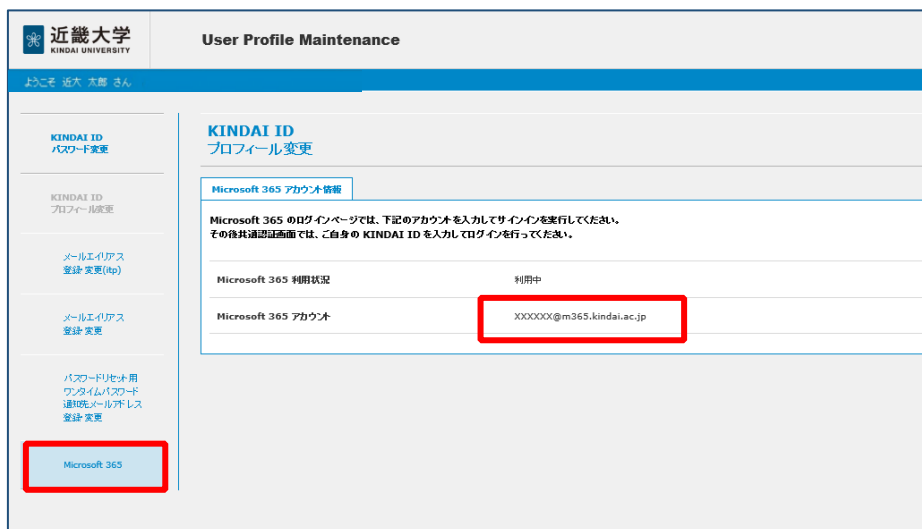 近畿大学
KINDAI UNIVERSITY
User Profile Maintenance
ようこそ 近大 太郎 さん
KINDAI ID
パスワード変更
KINDAI ID
プロフィール変更
メールエイリアス
登録・変更(itp)
メールエイリアス
登録・変更
パスワードリセット用
ワンタイムパスワード
通知先メールアドレス
登録・変更
Microsoft 365
KINDAI ID
プロフィール変更
Microsoft 365 アカウント情報
Microsoft 365 のログインページでは、下記のアカウントを入力してサインインを実行してください。
その後共通認証画面では、ご自身の KINDAI ID を入力してログインを行ってください。
Microsoft 365 利用状況
利用中
Microsoft 365 アカウント
XXXXXX@m365.kindai.ac.jp